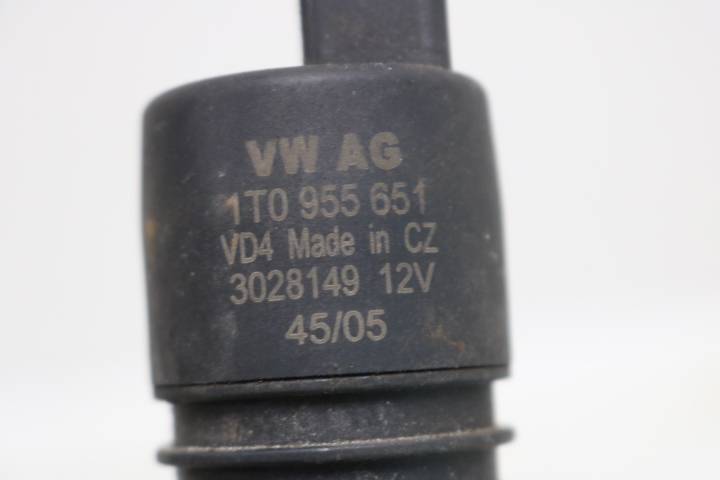 VW AG
1T0 955 651
VD4 Made in CZ
3028149 12V
45/05